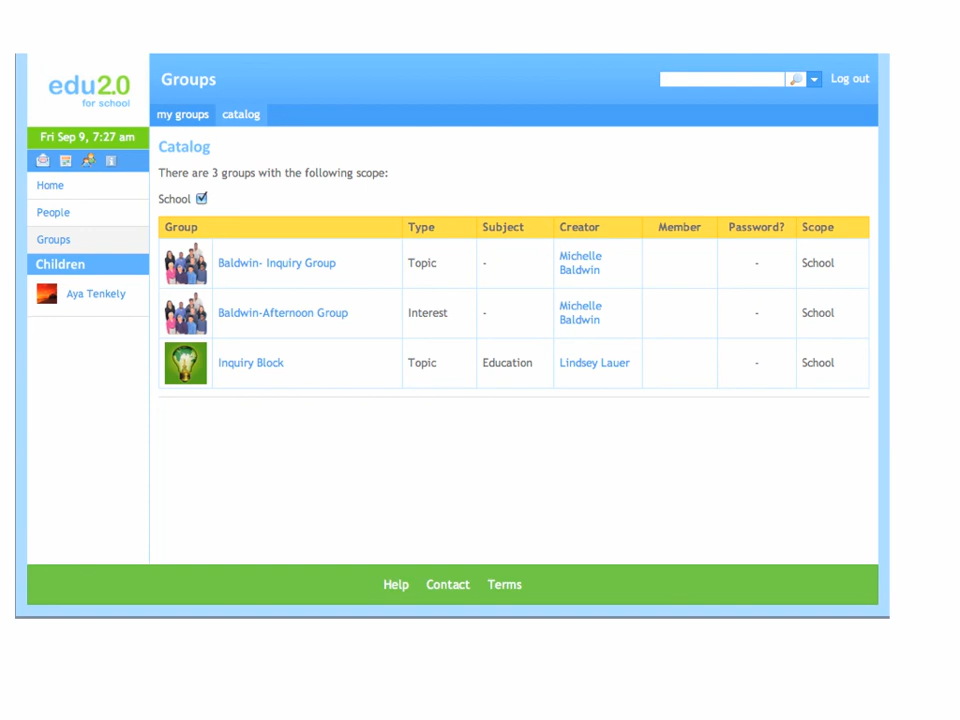 edu2.0
for school
Groups
Log out
my groups catalog
Fri Sep 9, 7:27 am
Home
People
Groups
Children
Aya Tenkely
Catalog
There are 3 groups with the following scope:
School
Group Type Subject Creator Member Password? Scope
Baldwin- Inquiry Group Topic - Michelle Baldwin - School
Baldwin-Afternoon Group Interest - Michelle Baldwin - School
Inquiry Block Topic Education Lindsey Lauer - School
Help Contact Terms